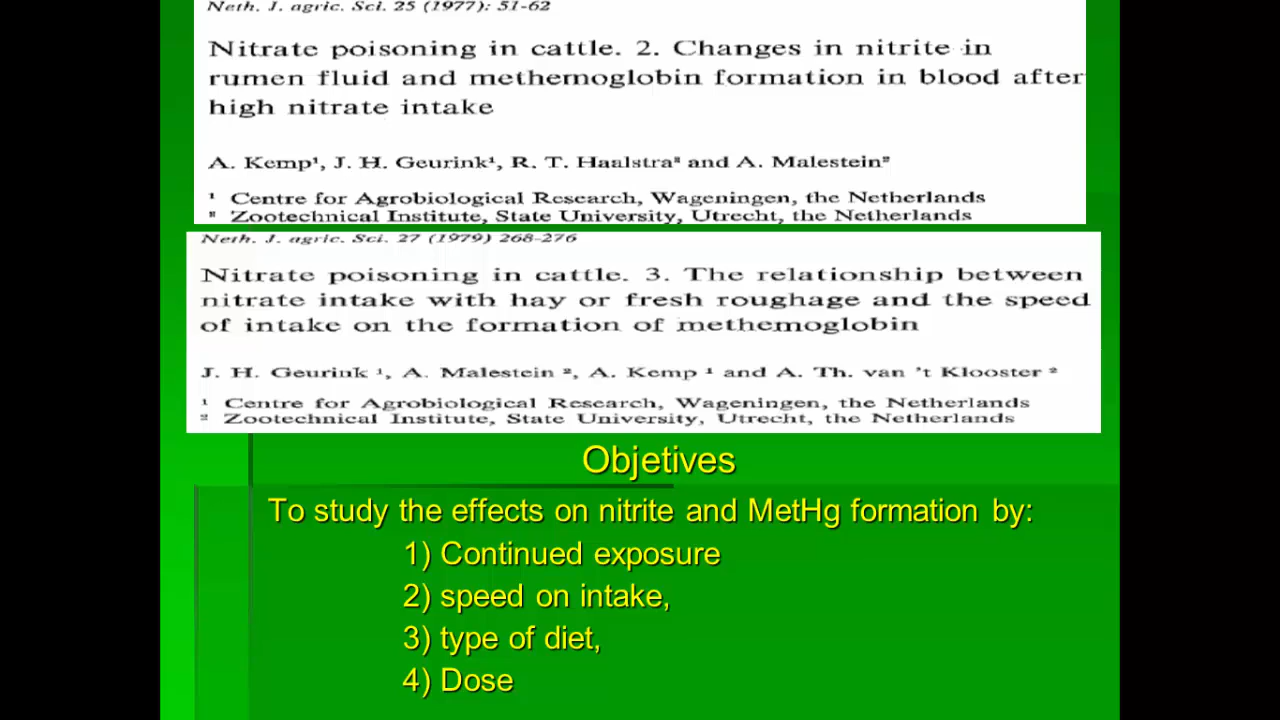 Neth. J. agric. Sci. 25 (1977): 51-62
Nitrate poisoning in cattle. 2. Changes in nitrite in
rumen fluid and methemoglobin formation in blood after
high nitrate intake
A. Kemp¹, J. H. Geurink¹, R. T. Haalstra² and A. Malestein²
¹ Centre for Agrobiological Research, Wageningen, the Netherlands
² Zootechnical Institute, State University, Utrecht, the Netherlands
Neth. J. agric. Sci. 27 (1979) 268-276
Nitrate poisoning in cattle. 3. The relationship between
nitrate intake with hay or fresh roughage and the speed
of intake on the formation of methemoglobin
J. H. Geurink ¹, A. Malestein ², A. Kemp ¹ and A. Th. van 't Klooster ²
¹ Centre for Agrobiological Research, Wageningen, the Netherlands
² Zootechnical Institute, State University, Utrecht, the Netherlands
Objetives
To study the effects on nitrite and MetHg formation by:
1) Continued exposure
2) speed on intake,
3) type of diet,
4) Dose